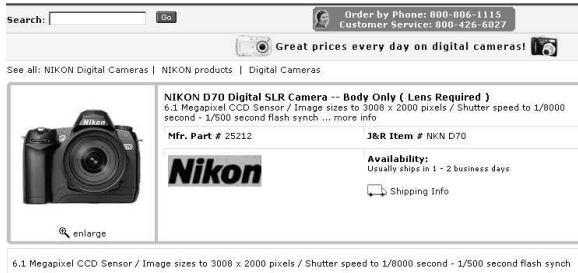 Search:
Go
Order by Phone: 800-806-1115
Customer Service: 800-426-6027
Great prices every day on digital cameras!
See all: NIKON Digital Cameras | NIKON products | Digital Cameras
NIKON D70 Digital SLR Camera -- Body Only ( Lens Required )
6.1 Megapixel CCD Sensor / Image sizes to 3008 x 2000 pixels / Shutter speed to 1/8000
second - 1/500 second flash synch ... more info
Mfr. Part # 25212
J&R Item # NKN D70
Nikon
Nikon
Availability:
Usually ships in 1 - 2 business days
Shipping Info
enlarge
6.1 Megapixel CCD Sensor / Image sizes to 3008 x 2000 pixels / Shutter speed to 1/8000 second - 1/500 second flash synch